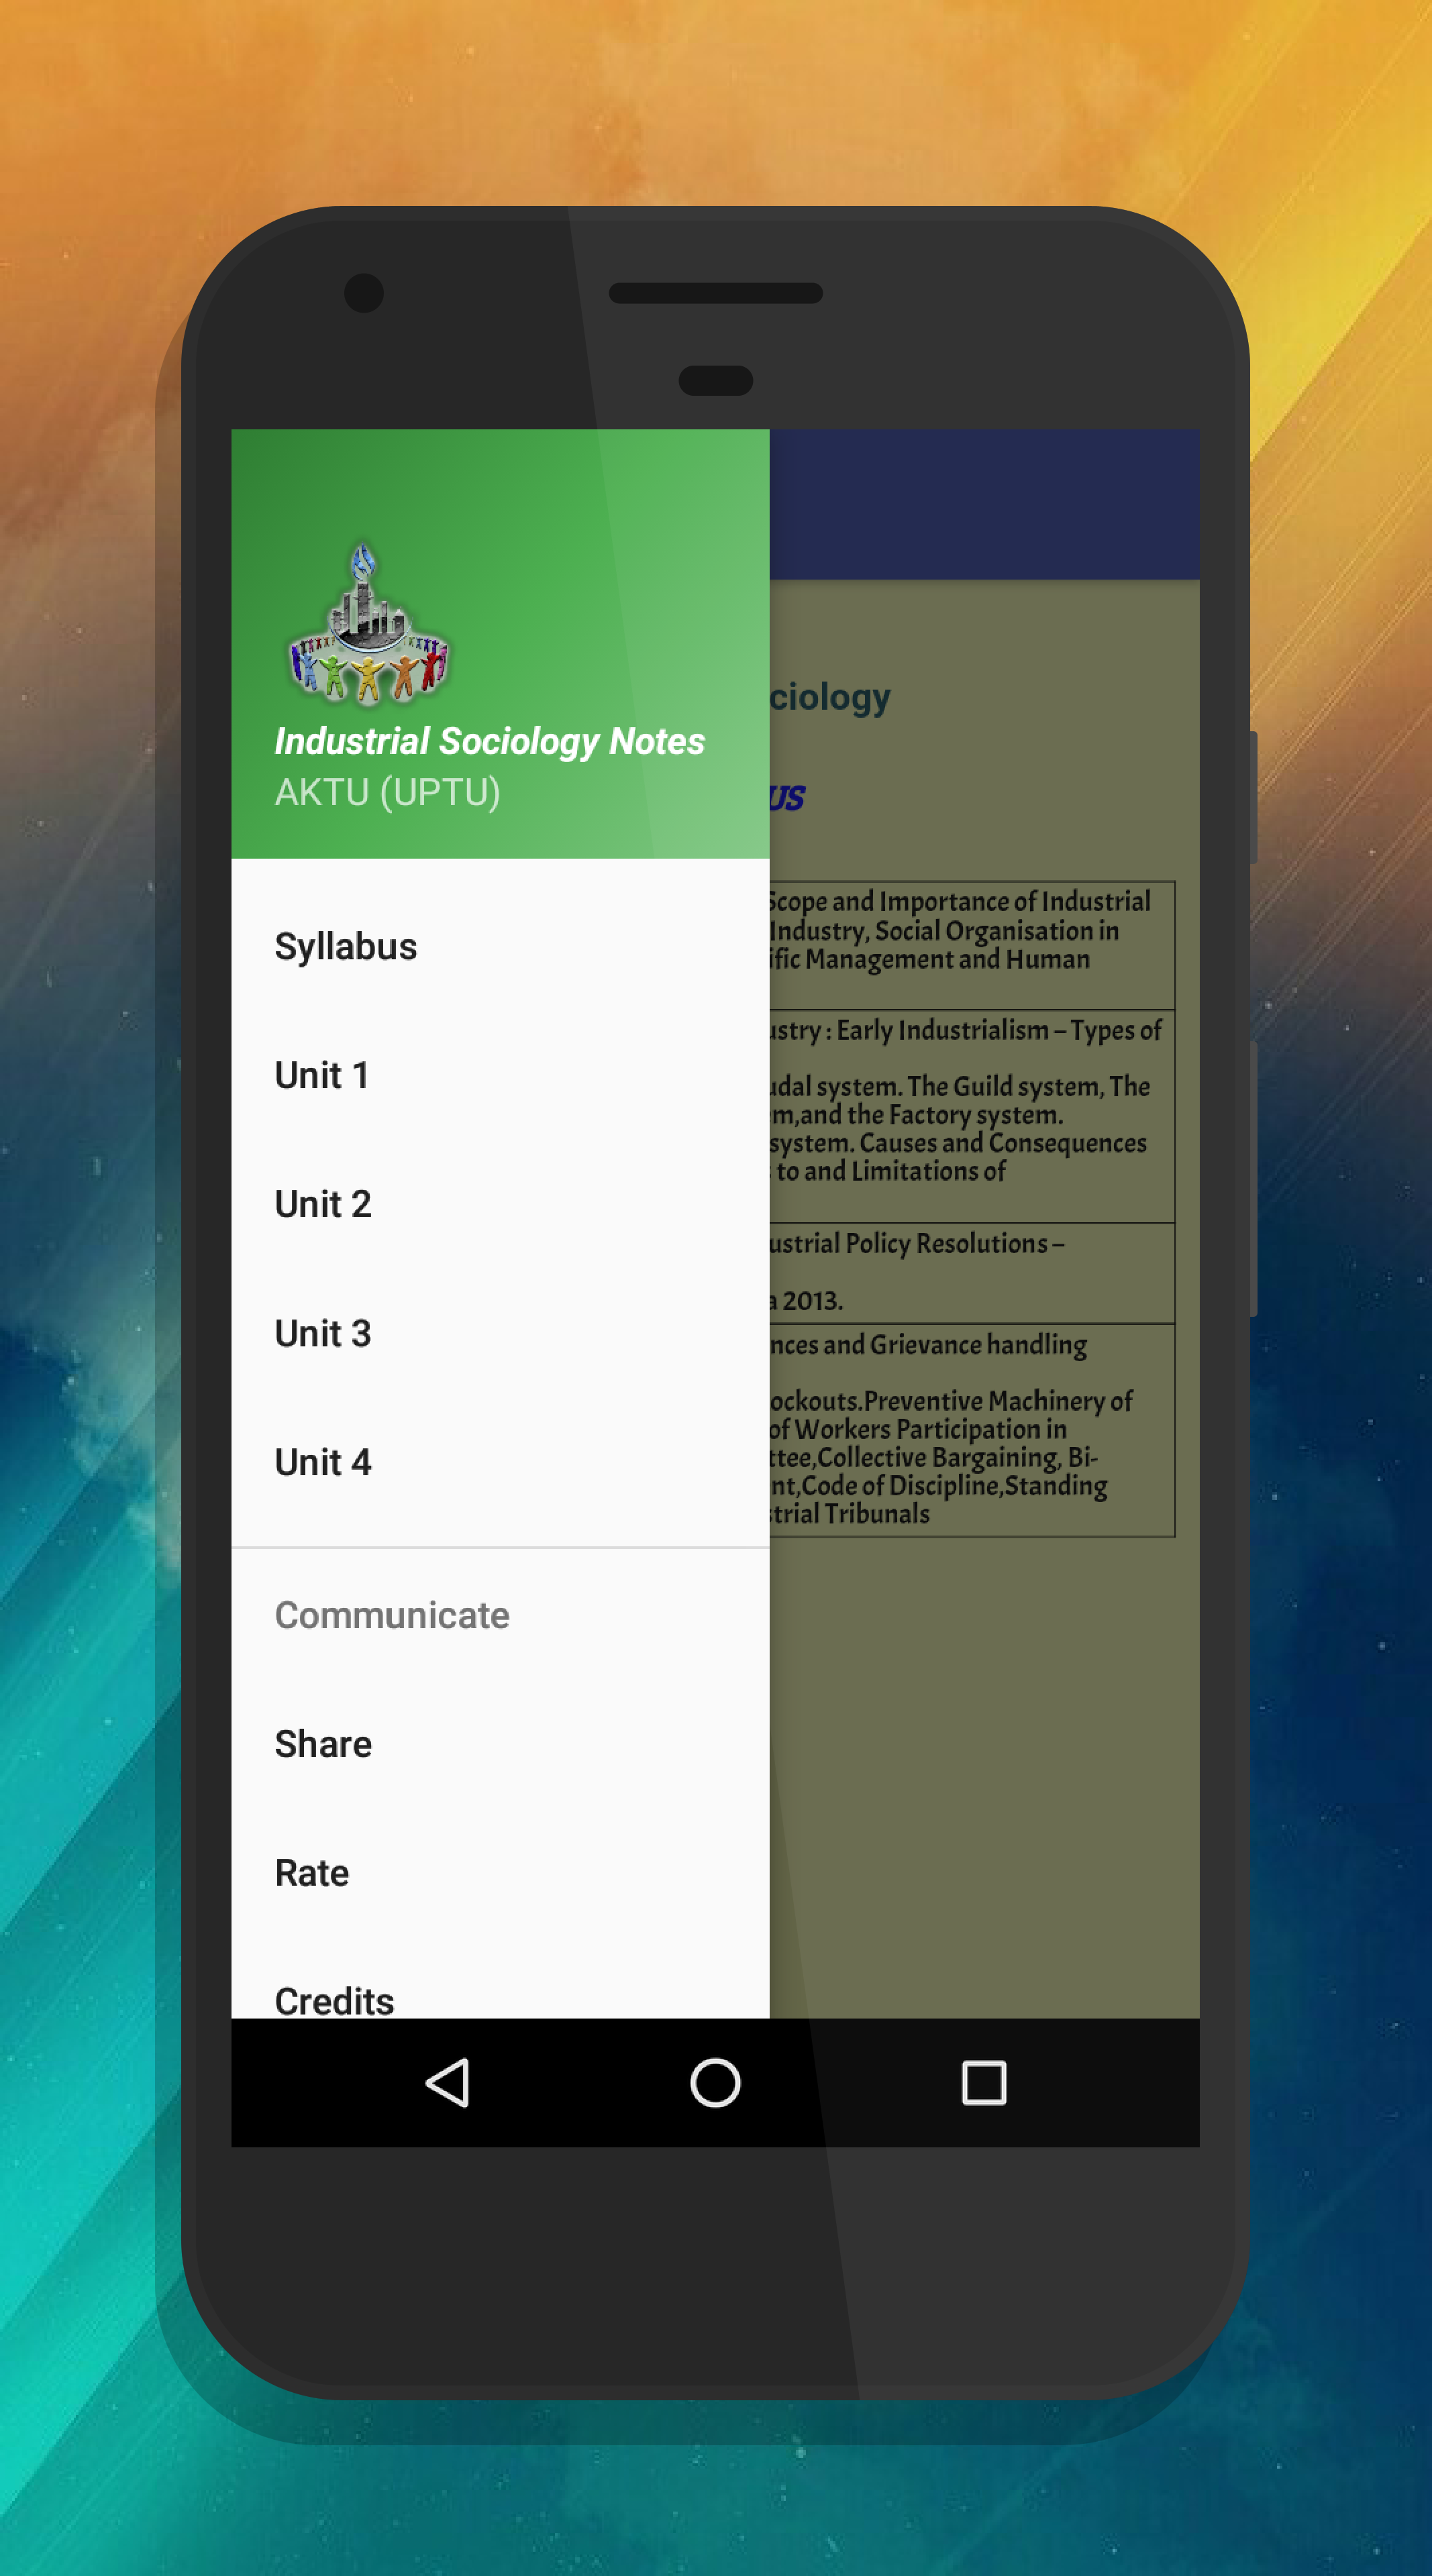 Industrial Sociology Notes
AKTU (UPTU)
Syllabus
Unit 1
Unit 2
Unit 3
Unit 4
Communicate
Share
Rate
Credits
ciology
US
Scope and Importance of Industrial
Industry, Social Organisation in
ific Management and Human
ustry : Early Industrialism – Types of
udal system. The Guild system, The
m,and the Factory system.
system. Causes and Consequences
to and Limitations of
ustrial Policy Resolutions –
a 2013.
nces and Grievance handling
ockouts.Preventive Machinery of
of Workers Participation in
ttee,Collective Bargaining, Bi-
nt,Code of Discipline,Standing
strial Tribunals